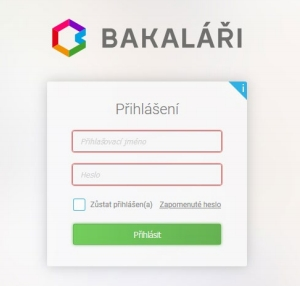 BAKALÁŘI
i
Přihlášení
Přihlašovací jméno
Heslo
Zůstat přihlášen(a) Zapomenuté heslo
Přihlásit